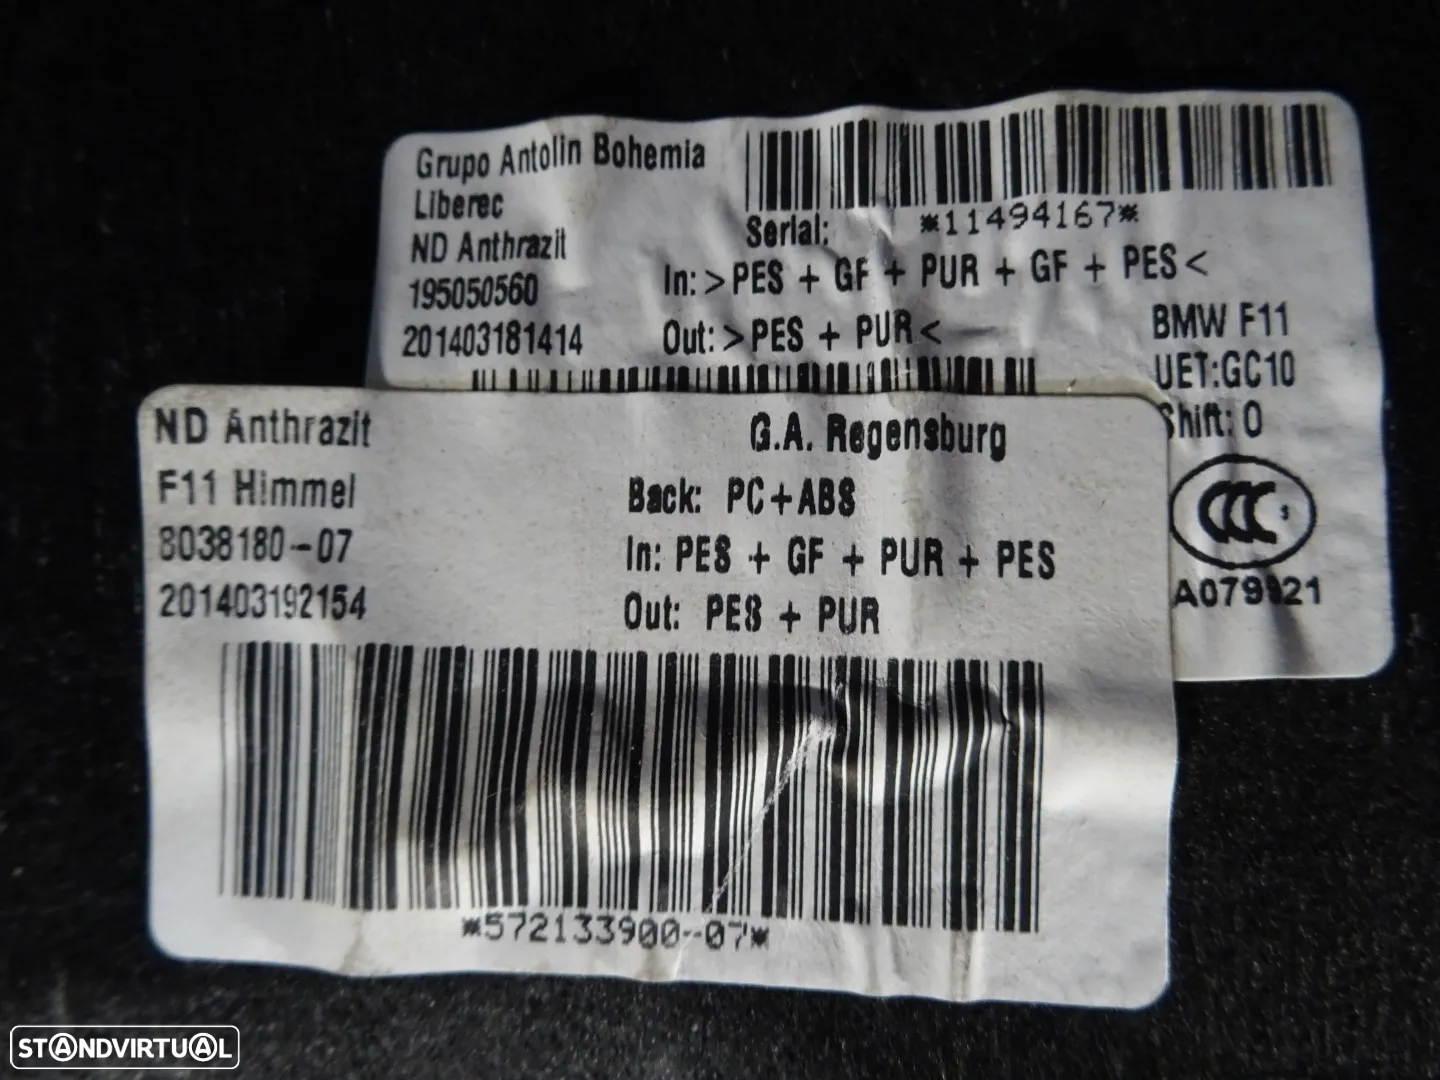 Grupo Antolin Bohemia
Liberec
ND Anthrazit
195050560
201403181414
Serial: *11494167*
In: >PES + GF + PUR + GF + PES<
Out: >PES + PUR<
BMW F11
UET:GC10
Shift: 0
CCC S
ND Anthrazit
F11 Himmel
8038180-07
201403192154
G.A. Regensburg
Back: PC+ABS
In: PES + GF + PUR + PES
Out: PES + PUR
*572133900-07*
STANDVIRTUAL